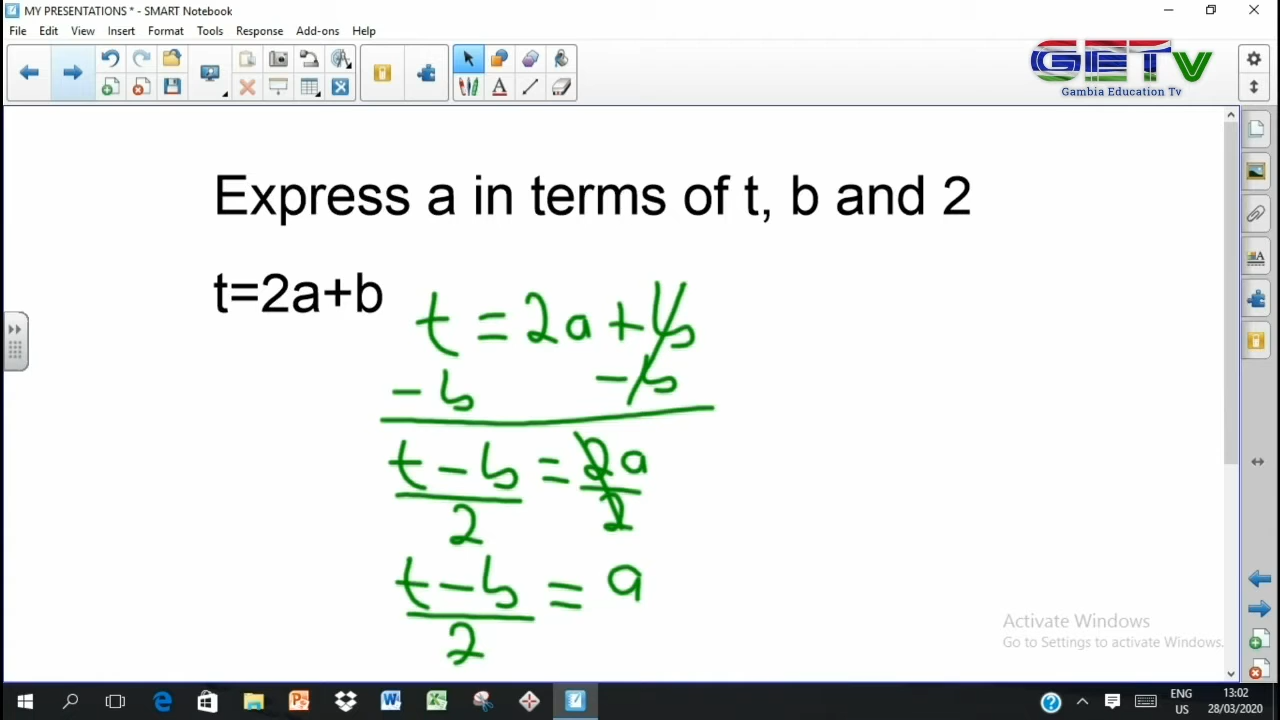 MY PRESENTATIONS * - SMART Notebook
File Edit View Insert Format Tools Response Add-ons Help
GETv
Gambia Education Tv
Express a in terms of t, b and 2
t=2a+b
t = 2a + b
- b - b
t - b = 2a
2 2
t - b = a
2
Activate Windows
Go to Settings to activate Windows.
ENG
US
13:02
28/03/2020